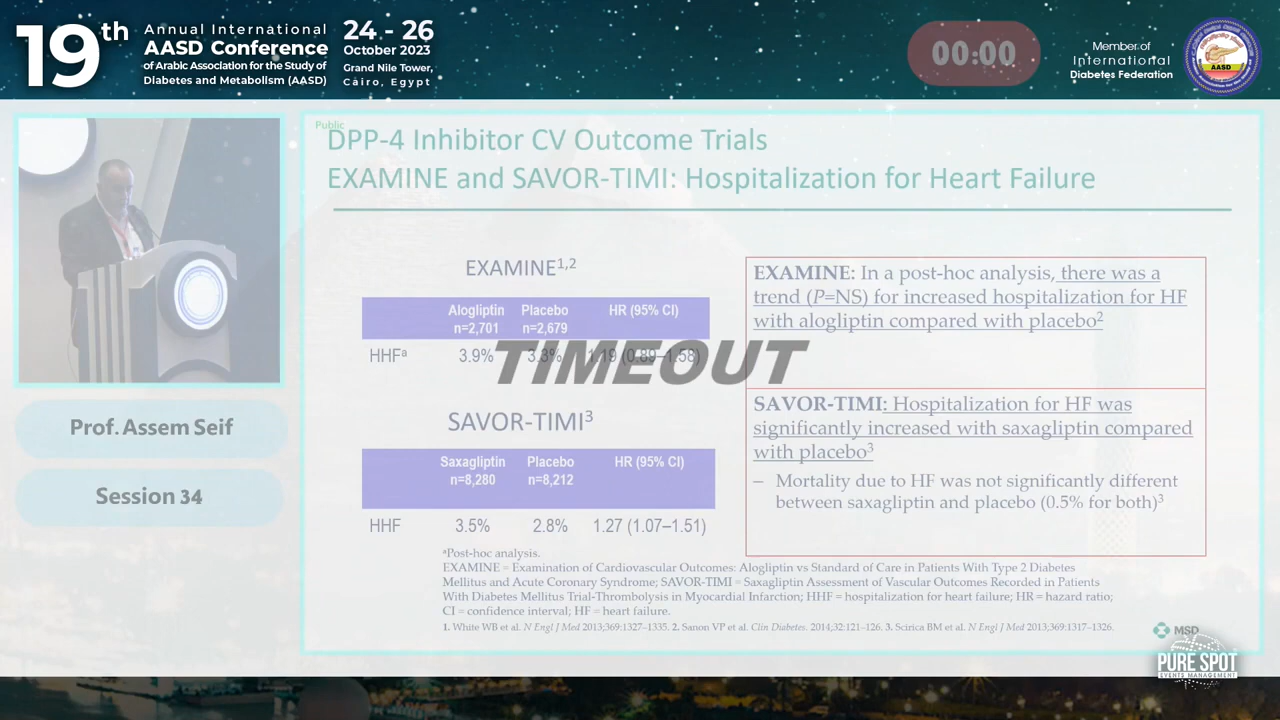 19th
Annual International
AASD Conference
of Arabic Association for the Study of
Diabetes and Metabolism (AASD)
24 - 26
October 2023
Grand Nile Tower,
Cairo, Egypt
00:00
Member of
International
Diabetes Federation
AASD
Public
DPP-4 Inhibitor CV Outcome Trials
EXAMINE and SAVOR-TIMI: Hospitalization for Heart Failure
EXAMINE1,2
Alogliptin Placebo HR (95% CI)
n=2,701 n=2,679
HHFa 3.9% 3.3% 1.19 (0.89–1.58)
TIMEOUT
SAVOR-TIMI3
Saxagliptin Placebo HR (95% CI)
n=8,280 n=8,212
HHF 3.5% 2.8% 1.27 (1.07–1.51)
EXAMINE: In a post-hoc analysis, there was a
trend (P=NS) for increased hospitalization for HF
with alogliptin compared with placebo2
SAVOR-TIMI: Hospitalization for HF was
significantly increased with saxagliptin compared
with placebo3
– Mortality due to HF was not significantly different
between saxagliptin and placebo (0.5% for both)3
aPost-hoc analysis.
EXAMINE = Examination of Cardiovascular Outcomes: Alogliptin vs Standard of Care in Patients With Type 2 Diabetes
Mellitus and Acute Coronary Syndrome; SAVOR-TIMI = Saxagliptin Assessment of Vascular Outcomes Recorded in Patients
With Diabetes Mellitus Trial-Thrombolysis in Myocardial Infarction; HHF = hospitalization for heart failure; HR = hazard ratio;
CI = confidence interval; HF = heart failure.
1. White WB et al. N Engl J Med 2013;369:1327–1335. 2. Sanon VP et al. Clin Diabetes. 2014;32:121–126. 3. Scirica BM et al. N Engl J Med 2013;369:1317–1326.
MSD
Prof. Assem Seif
Session 34
PURE SPOT
EVENTS MANAGEMENT